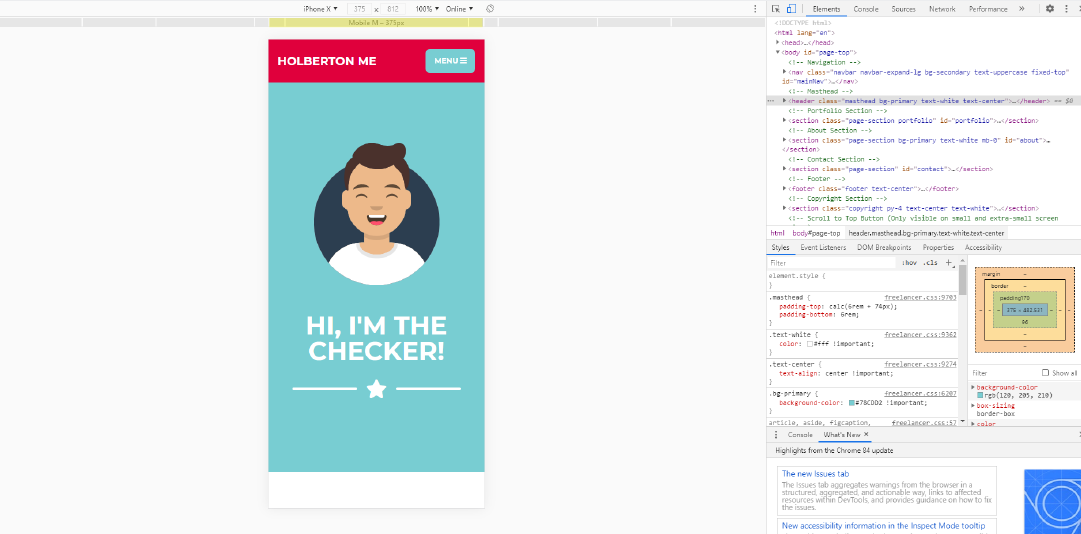 iPhone X 375 x 812 100% Online
Mobile M – 375px
HOLBERTON ME
MENU
HI, I'M THE
CHECKER!
Elements Console Sources Network Performance »
<!DOCTYPE html>
<html lang="en">
<head>…</head>
<body id="page-top">
<!-- Navigation -->
<nav class="navbar navbar-expand-lg bg-secondary text-uppercase fixed-top"
id="mainNav">…</nav>
<!-- Masthead -->
<header class="masthead bg-primary text-white text-center">…</header> == $0
<!-- Portfolio Section -->
<section class="page-section portfolio" id="portfolio">…</section>
<!-- About Section -->
<section class="page-section bg-primary text-white mb-0" id="about">…
</section>
<!-- Contact Section -->
<section class="page-section" id="contact">…</section>
<!-- Footer -->
<footer class="footer text-center">…</footer>
<!-- Copyright Section -->
<section class="copyright py-4 text-center text-white">…</section>
<!-- Scroll to Top Button (Only visible on small and extra-small screen
html body#page-top header.masthead.bg-primary.text-white.text-center
Styles Event Listeners DOM Breakpoints Properties Accessibility
Filter :hov .cls +
element.style {
}
.masthead { freelancer.css:9703
padding-top: calc(6rem + 74px);
padding-bottom: 6rem;
}
.text-white { freelancer.css:9362
color: #fff !important;
}
.text-center { freelancer.css:9274
text-align: center !important;
}
.bg-primary { freelancer.css:6207
background-color: #78CDD2 !important;
}
article, aside, figcaption, freelancer.css:57
margin –
border –
padding170
– – – 375 × 482.531 – – –
96
–
–
Filter Show all
background-color
rgb(120, 205, 210)
box-sizing
border-box
color
Console What's New ×
Highlights from the Chrome 84 update
The new Issues tab
The Issues tab aggregates warnings from the browser in a
structured, aggregated, and actionable way, links to affected
resources within DevTools, and provides guidance on how to fix
the issues.
New accessibility information in the Inspect Mode tooltip